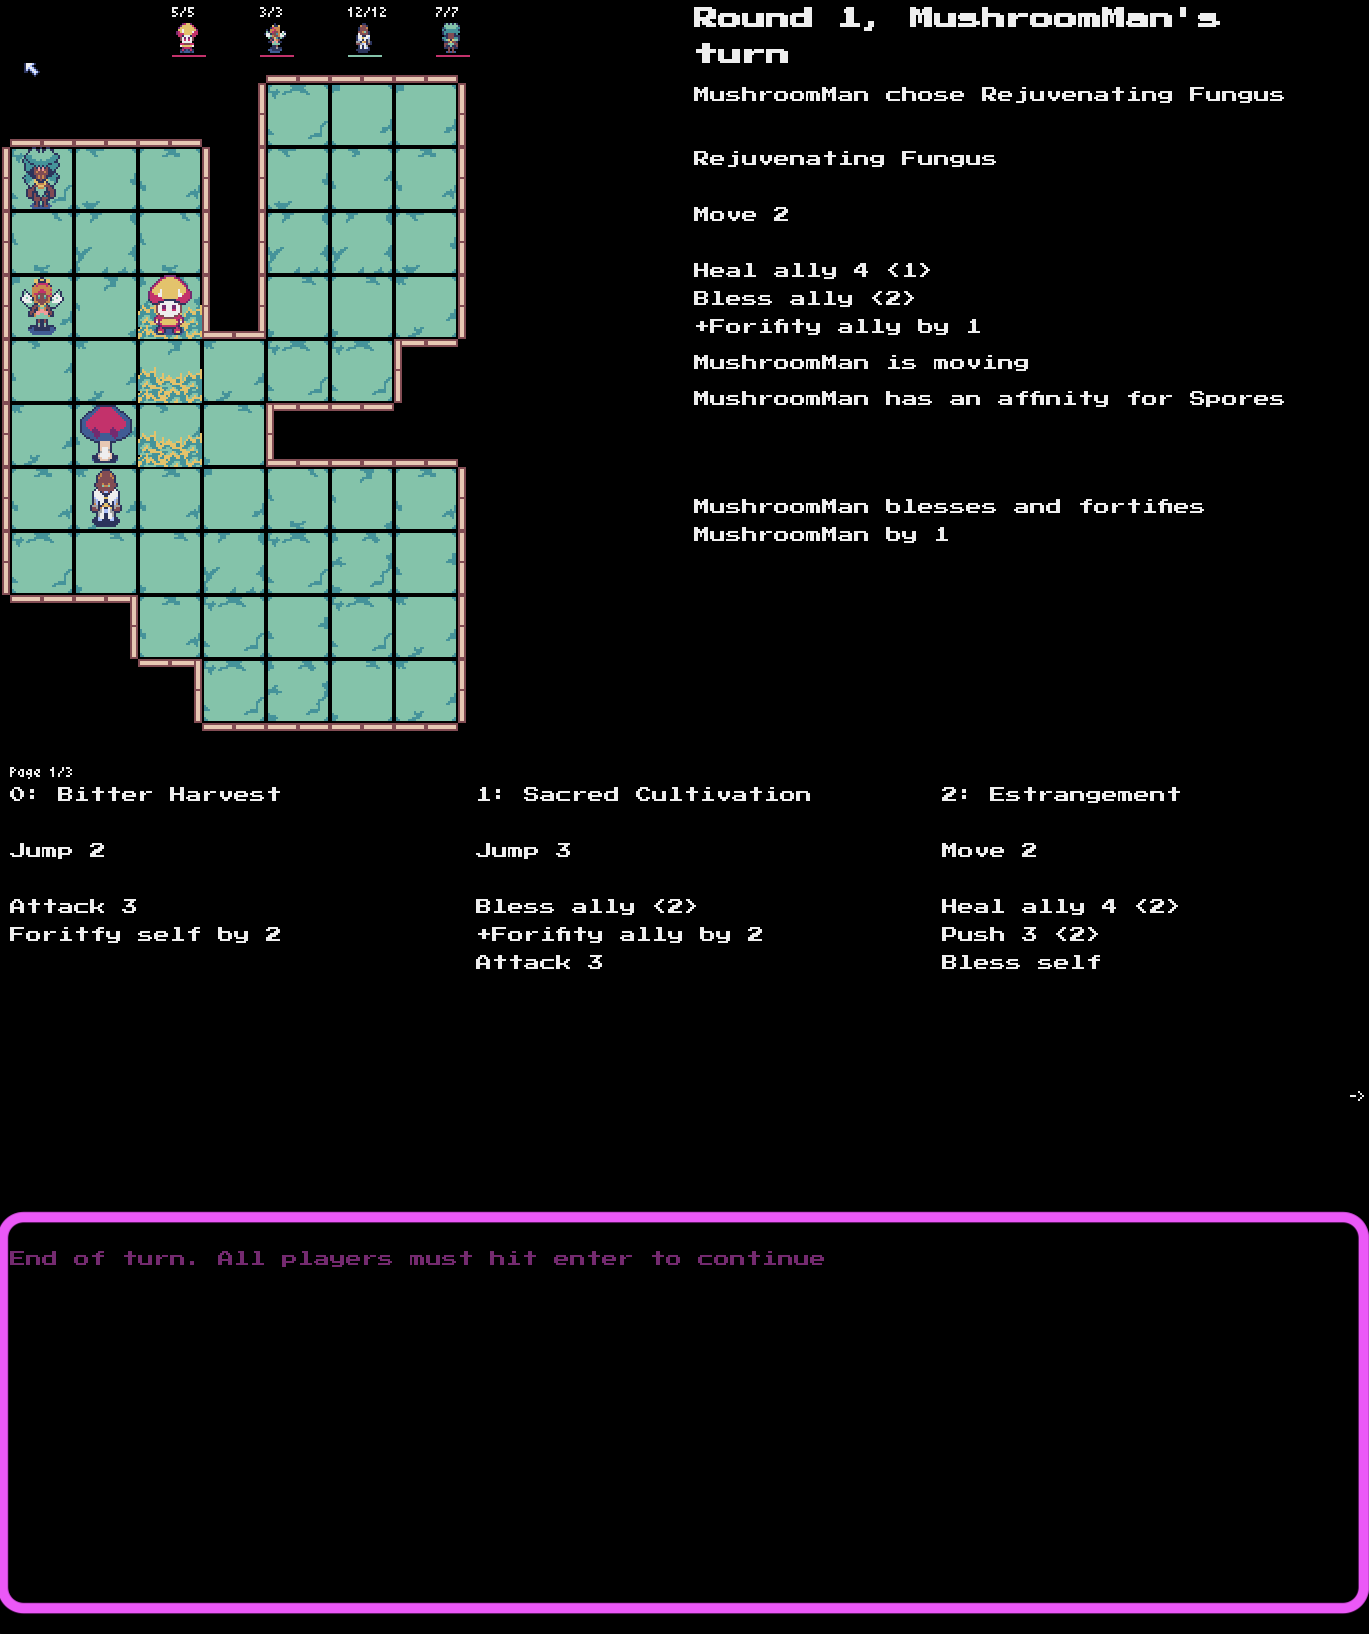 5/5 3/3 12/12 7/7
Round 1, MushroomMan's
turn
MushroomMan chose Rejuvenating Fungus
Rejuvenating Fungus
Move 2
Heal ally 4 <1>
Bless ally <2>
+Forifity ally by 1
MushroomMan is moving
MushroomMan has an affinity for Spores
MushroomMan blesses and fortifies
MushroomMan by 1
Page 1/3
0: Bitter Harvest
Jump 2
Attack 3
Foritfy self by 2
1: Sacred Cultivation
Jump 3
Bless ally <2>
+Forifity ally by 2
Attack 3
2: Estrangement
Move 2
Heal ally 4 <2>
Push 3 <2>
Bless self
->
End of turn. All players must hit enter to continue